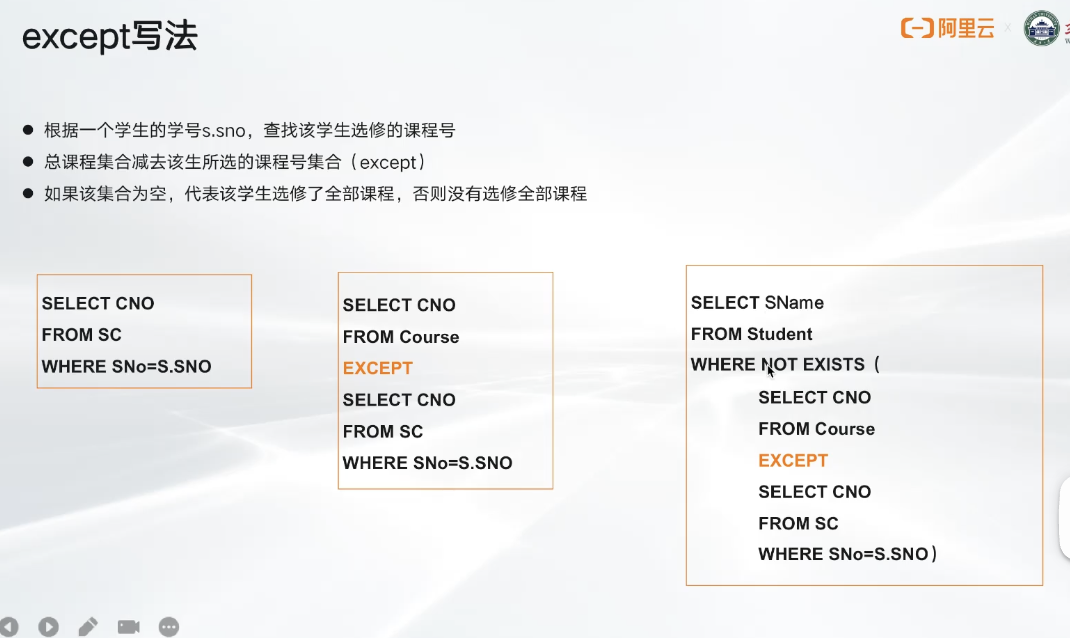 except写法
阿里云
根据一个学生的学号s.sno，查找该学生选修的课程号
总课程集合减去该生所选的课程号集合（except）
如果该集合为空，代表该学生选修了全部课程，否则没有选修全部课程
SELECT CNO
FROM SC
WHERE SNo=S.SNO
SELECT CNO
FROM Course
EXCEPT
SELECT CNO
FROM SC
WHERE SNo=S.SNO
SELECT SName
FROM Student
WHERE NOT EXISTS（
SELECT CNO
FROM Course
EXCEPT
SELECT CNO
FROM SC
WHERE SNo=S.SNO）